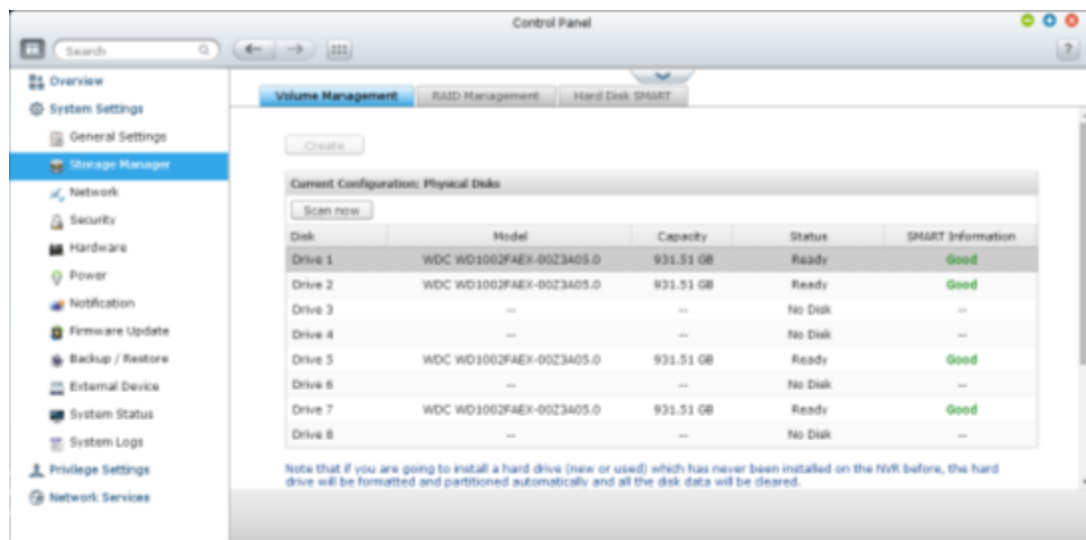 Control Panel
Search
?
Overview
System Settings
General Settings
Storage Manager
Network
Security
Hardware
Power
Notification
Firmware Update
Backup / Restore
External Device
System Status
System Logs
Privilege Settings
Network Services
Volume Management RAID Management Hard Disk SMART
Create
Current Configuration: Physical Disks
Scan now
Disk Model Capacity Status SMART Information
Drive 1 WDC WD1002FAEX-00Z3A05.0 931.51 GB Ready Good
Drive 2 WDC WD1002FAEX-00Z3A05.0 931.51 GB Ready Good
Drive 3 -- -- No Disk --
Drive 4 -- -- No Disk --
Drive 5 WDC WD1002FAEX-00Z3A05.0 931.51 GB Ready Good
Drive 6 -- -- No Disk --
Drive 7 WDC WD1002FAEX-00Z3A05.0 931.51 GB Ready Good
Drive 8 -- -- No Disk --
Note that if you are going to install a hard drive (new or used) which has never been installed on the NVR before, the hard
drive will be formatted and partitioned automatically and all the disk data will be cleared.